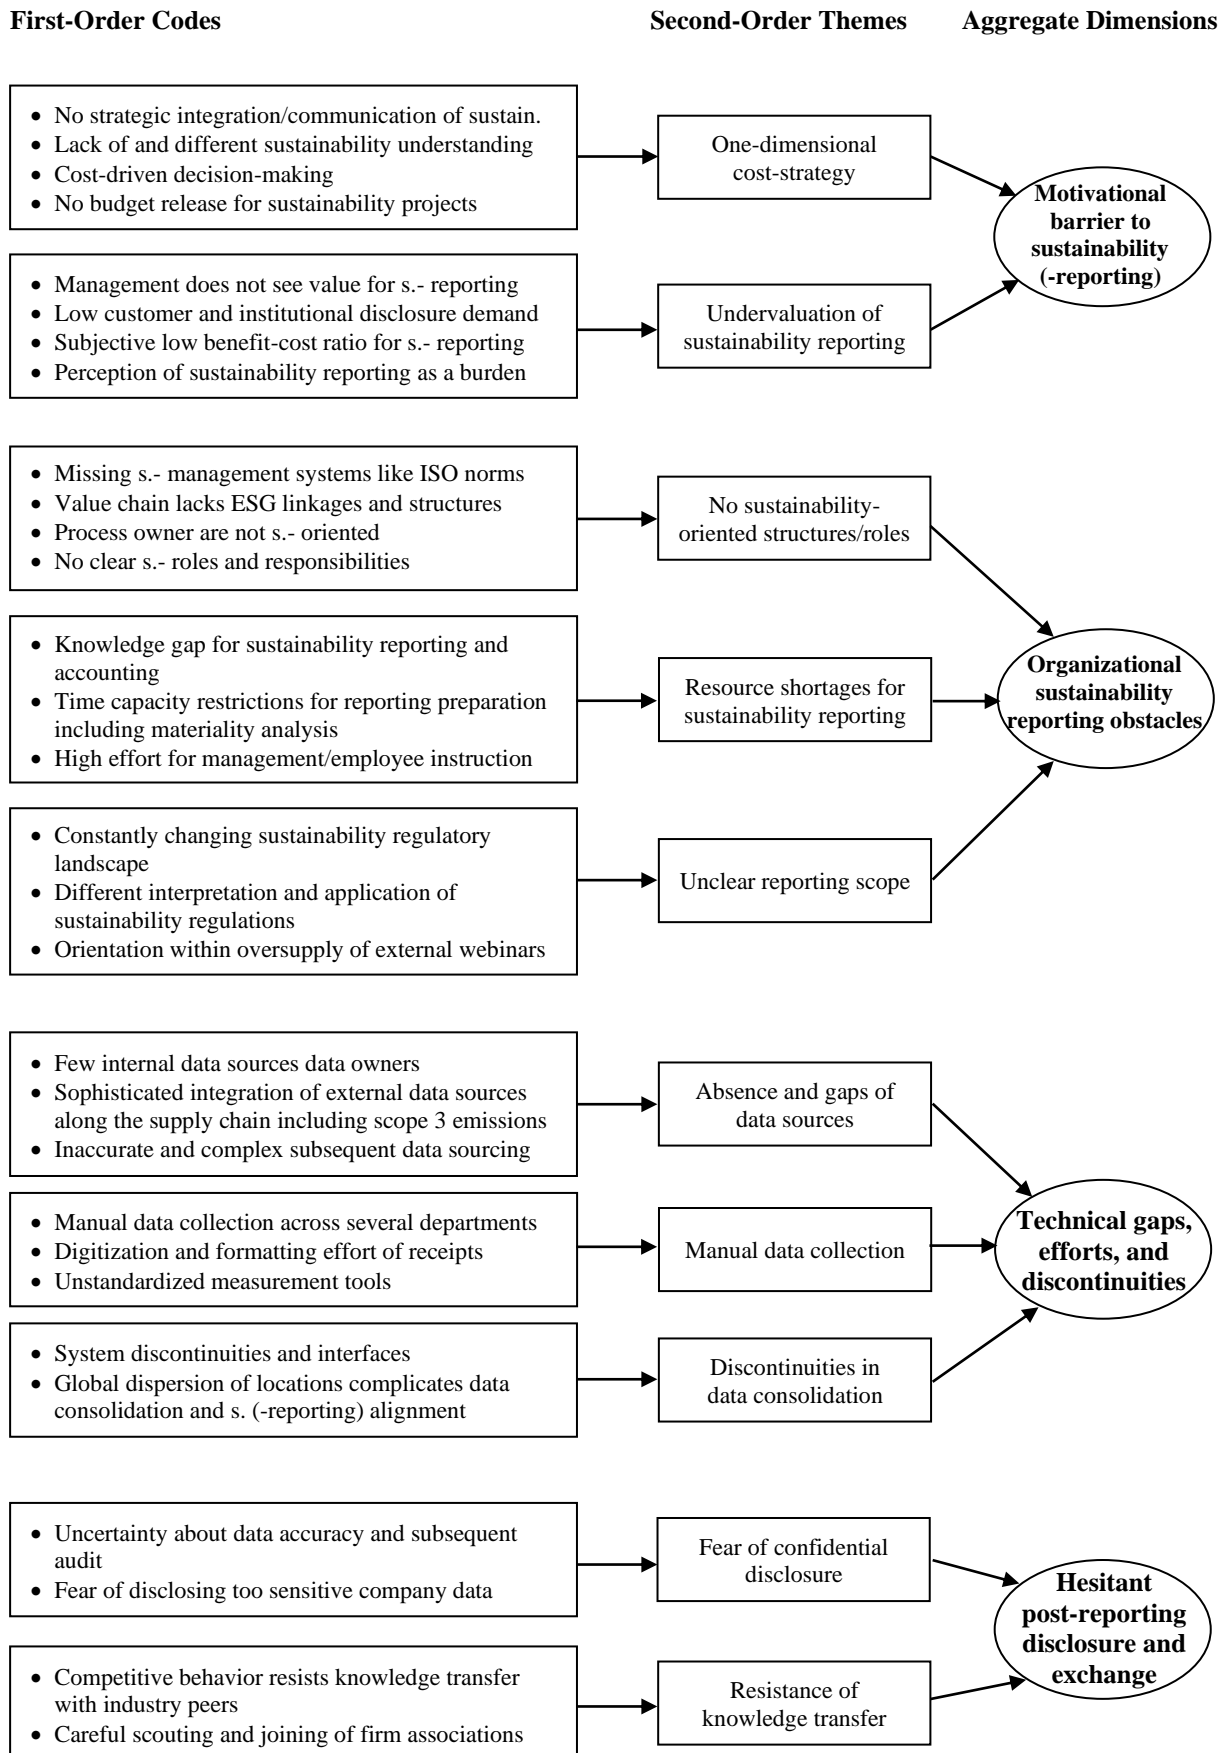 First-Order Codes
Second-Order Themes
Aggregate Dimensions
• No strategic integration/communication of sustain.
• Lack of and different sustainability understanding
• Cost-driven decision-making
• No budget release for sustainability projects
One-dimensional
cost-strategy
• Management does not see value for s.- reporting
• Low customer and institutional disclosure demand
• Subjective low benefit-cost ratio for s.- reporting
• Perception of sustainability reporting as a burden
Undervaluation of
sustainability reporting
Motivational
barrier to
sustainability
(-reporting)
• Missing s.- management systems like ISO norms
• Value chain lacks ESG linkages and structures
• Process owner are not s.- oriented
• No clear s.- roles and responsibilities
No sustainability-
oriented structures/roles
• Knowledge gap for sustainability reporting and
accounting
• Time capacity restrictions for reporting preparation
including materiality analysis
• High effort for management/employee instruction
Resource shortages for
sustainability reporting
• Constantly changing sustainability regulatory
landscape
• Different interpretation and application of
sustainability regulations
• Orientation within oversupply of external webinars
Unclear reporting scope
Organizational
sustainability
reporting obstacles
• Few internal data sources data owners
• Sophisticated integration of external data sources
along the supply chain including scope 3 emissions
• Inaccurate and complex subsequent data sourcing
Absence and gaps of
data sources
• Manual data collection across several departments
• Digitization and formatting effort of receipts
• Unstandardized measurement tools
Manual data collection
• System discontinuities and interfaces
• Global dispersion of locations complicates data
consolidation and s. (-reporting) alignment
Discontinuities in
data consolidation
Technical gaps,
efforts, and
discontinuities
• Uncertainty about data accuracy and subsequent
audit
• Fear of disclosing too sensitive company data
Fear of confidential
disclosure
• Competitive behavior resists knowledge transfer
with industry peers
• Careful scouting and joining of firm associations
Resistance of
knowledge transfer
Hesitant
post-reporting
disclosure and
exchange